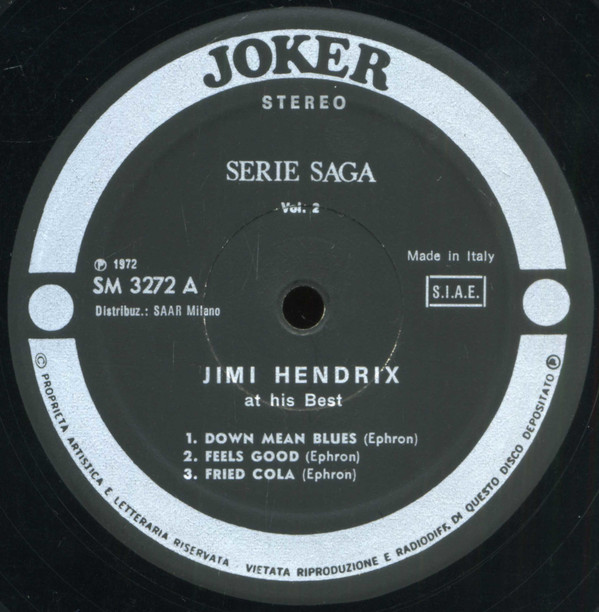 JOKER
STEREO
SERIE SAGA
Vol. 2
℗ 1972
SM 3272 A
Distribuz.: SAAR Milano
Made in Italy
S.I.A.E.
JIMI HENDRIX
at his Best
1. DOWN MEAN BLUES (Ephron)
2. FEELS GOOD (Ephron)
3. FRIED COLA (Ephron)
© PROPRIETA ARTISTICA E LETTERARIA RISERVATA - VIETATA RIPRODUZIONE E RADIODIFF. DI QUESTO DISCO DEPOSITATO ℗